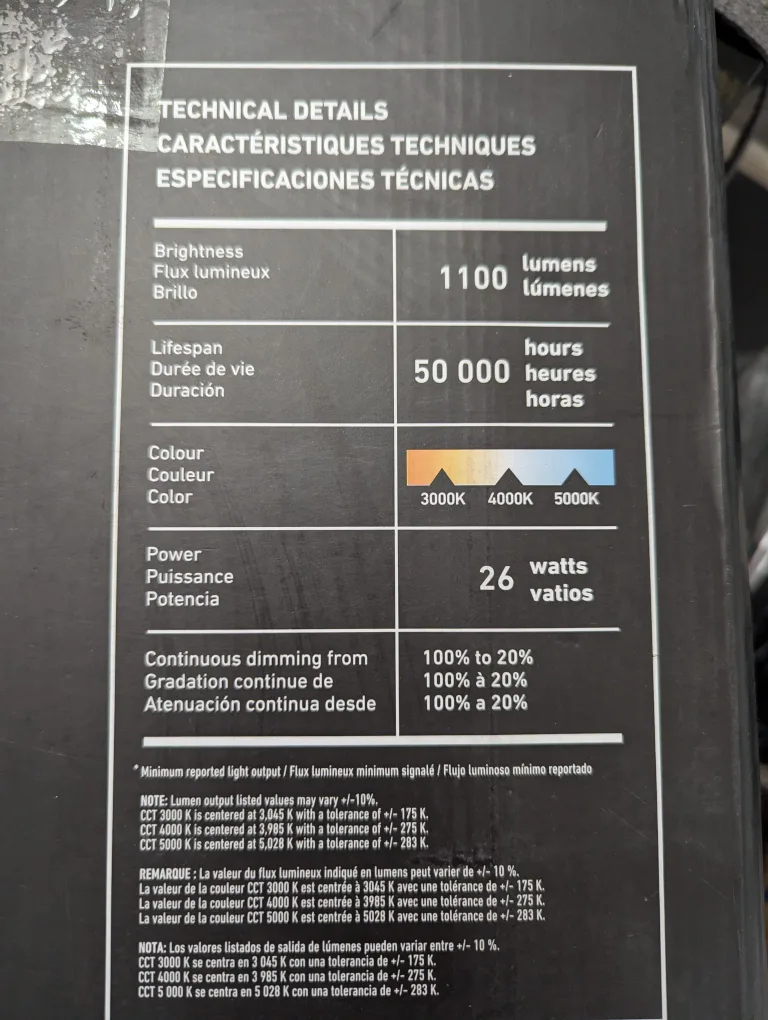 TECHNICAL DETAILS
CARACTÉRISTIQUES TECHNIQUES
ESPECIFICACIONES TÉCNICAS
Brightness
Flux lumineux
Brillo
1100 lumens
lúmenes
Lifespan
Durée de vie
Duración
50 000 hours
heures
horas
Colour
Couleur
Color
3000K 4000K 5000K
Power
Puissance
Potencia
26 watts
vatios
Continuous dimming from 100% to 20%
Gradation continue de 100% à 20%
Atenuación continua desde 100% a 20%
* Minimum reported light output / Flux lumineux minimum signalé / Flujo luminoso mínimo reportado
NOTE: Lumen output listed values may vary +/-10%.
CCT 3000 K is centered at 3,045 K with a tolerance of +/- 175 K.
CCT 4000 K is centered at 3,985 K with a tolerance of +/- 275 K.
CCT 5000 K is centered at 5,028 K with a tolerance of +/- 283 K.
REMARQUE : La valeur du flux lumineux indiqué en lumens peut varier de +/- 10 %.
La valeur de la couleur CCT 3000 K est centrée à 3045 K avec une tolérance de +/- 175 K.
La valeur de la couleur CCT 4000 K est centrée à 3985 K avec une tolérance de +/- 275 K.
La valeur de la couleur CCT 5000 K est centrée à 5028 K avec une tolérance de +/- 283 K.
NOTA: Los valores listados de salida de lúmenes pueden variar entre +/- 10 %.
CCT 3000 K se centra en 3 045 K con una tolerancia de +/- 175 K.
CCT 4000 K se centra en 3 985 K con una tolerancia de +/- 275 K.
CCT 5 000 K se centra en 5 028 K con una tolerancia de +/- 283 K.